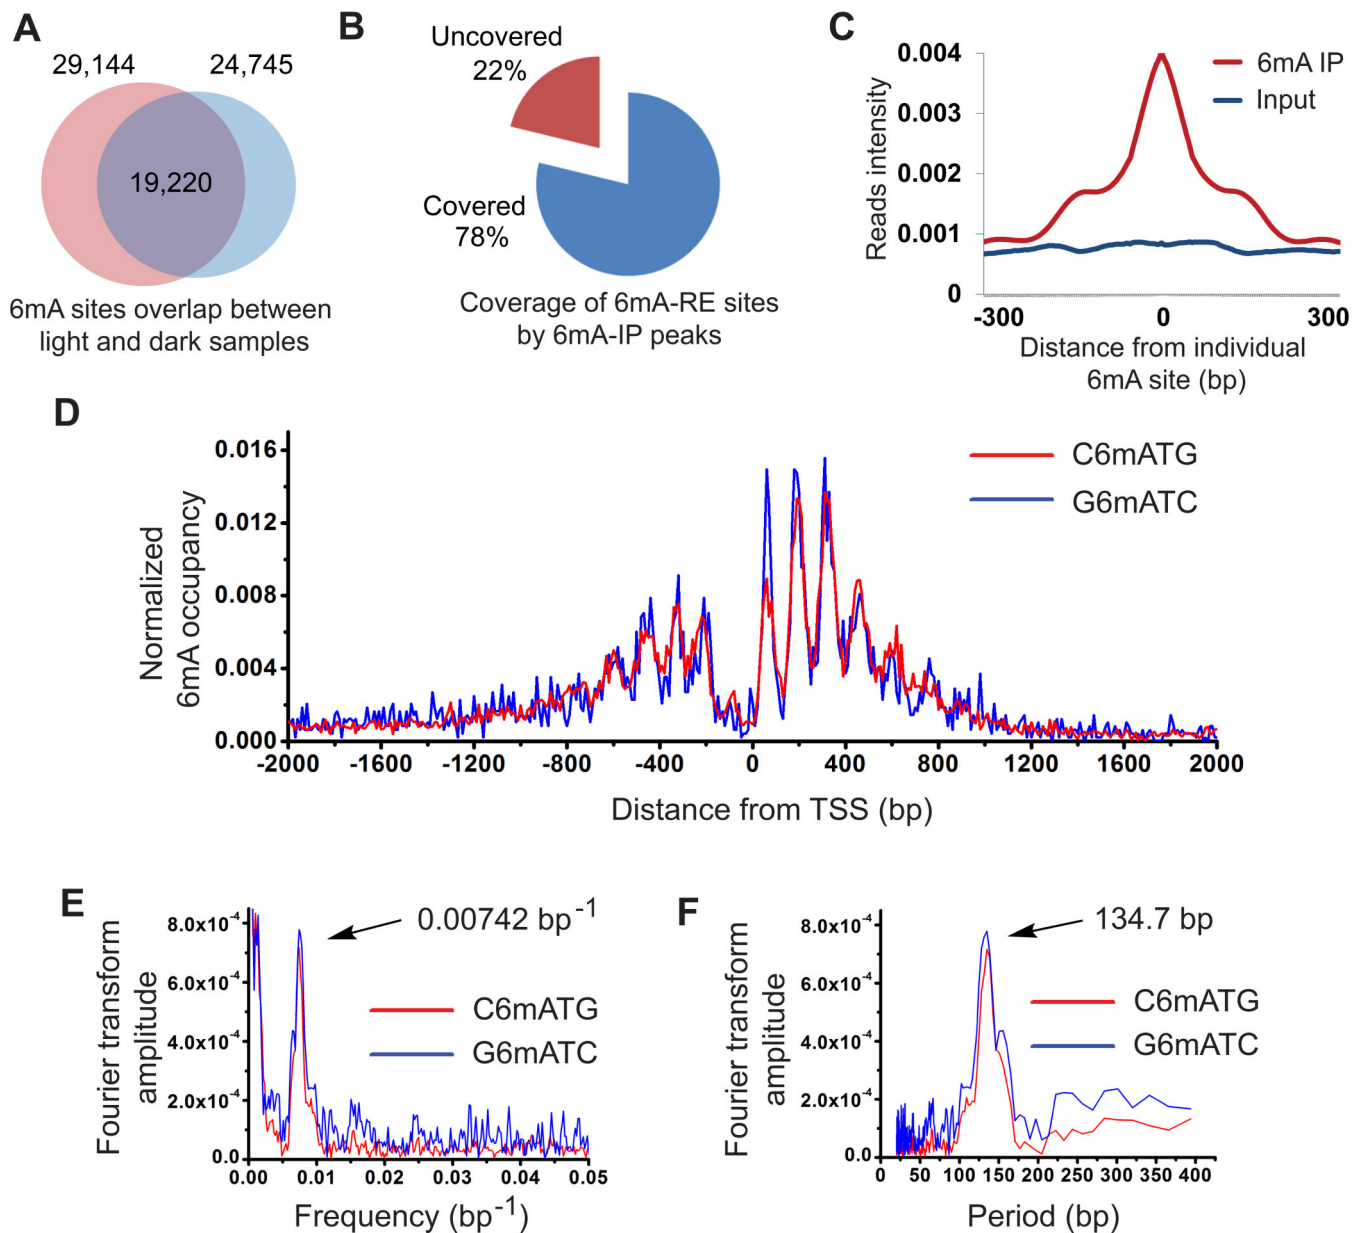 A
29,144
24,745
19,220
6mA sites overlap between
light and dark samples
B
Uncovered
22%
Covered
78%
Coverage of 6mA-RE sites
by 6mA-IP peaks
C
Reads intensity
0.004
0.003
0.002
0.001
0
6mA IP
Input
-300
0
300
Distance from individual
6mA site (bp)
D
Normalized
6mA occupancy
0.016
0.012
0.008
0.004
0.000
C6mATG
G6mATC
-2000
-1600
-1200
-800
-400
0
400
800
1200
1600
2000
Distance from TSS (bp)
E
Fourier transform
amplitude
8.0x10⁻⁴
6.0x10⁻⁴
4.0x10⁻⁴
2.0x10⁻⁴
0.0
0.00742 bp⁻¹
C6mATG
G6mATC
0.00
0.01
0.02
0.03
0.04
0.05
Frequency (bp⁻¹)
F
Fourier transform
amplitude
8.0x10⁻⁴
6.0x10⁻⁴
4.0x10⁻⁴
2.0x10⁻⁴
0.0
134.7 bp
C6mATG
G6mATC
0
50
100
150
200
250
300
350
400
Period (bp)